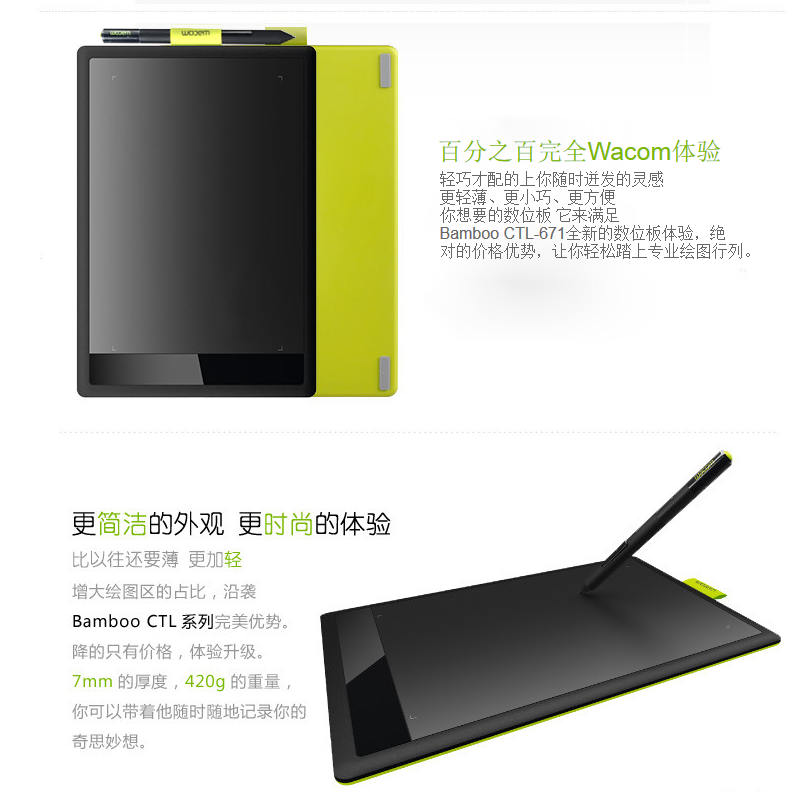 wacom
wacom
百分之百完全Wacom体验
轻巧才配的上你随时迸发的灵感
更轻薄、更小巧、更方便
你想要的数位板 它来满足
Bamboo CTL-671全新的数位板体验，绝
对的价格优势，让你轻松踏上专业绘图行列。
更简洁的外观 更时尚的体验
比以往还要薄 更加轻
增大绘图区的占比，沿袭
Bamboo CTL 系列完美优势。
降的只有价格，体验升级。
7mm 的厚度，420g 的重量，
你可以带着他随时随地记录你的
奇思妙想。
wacom
wacom